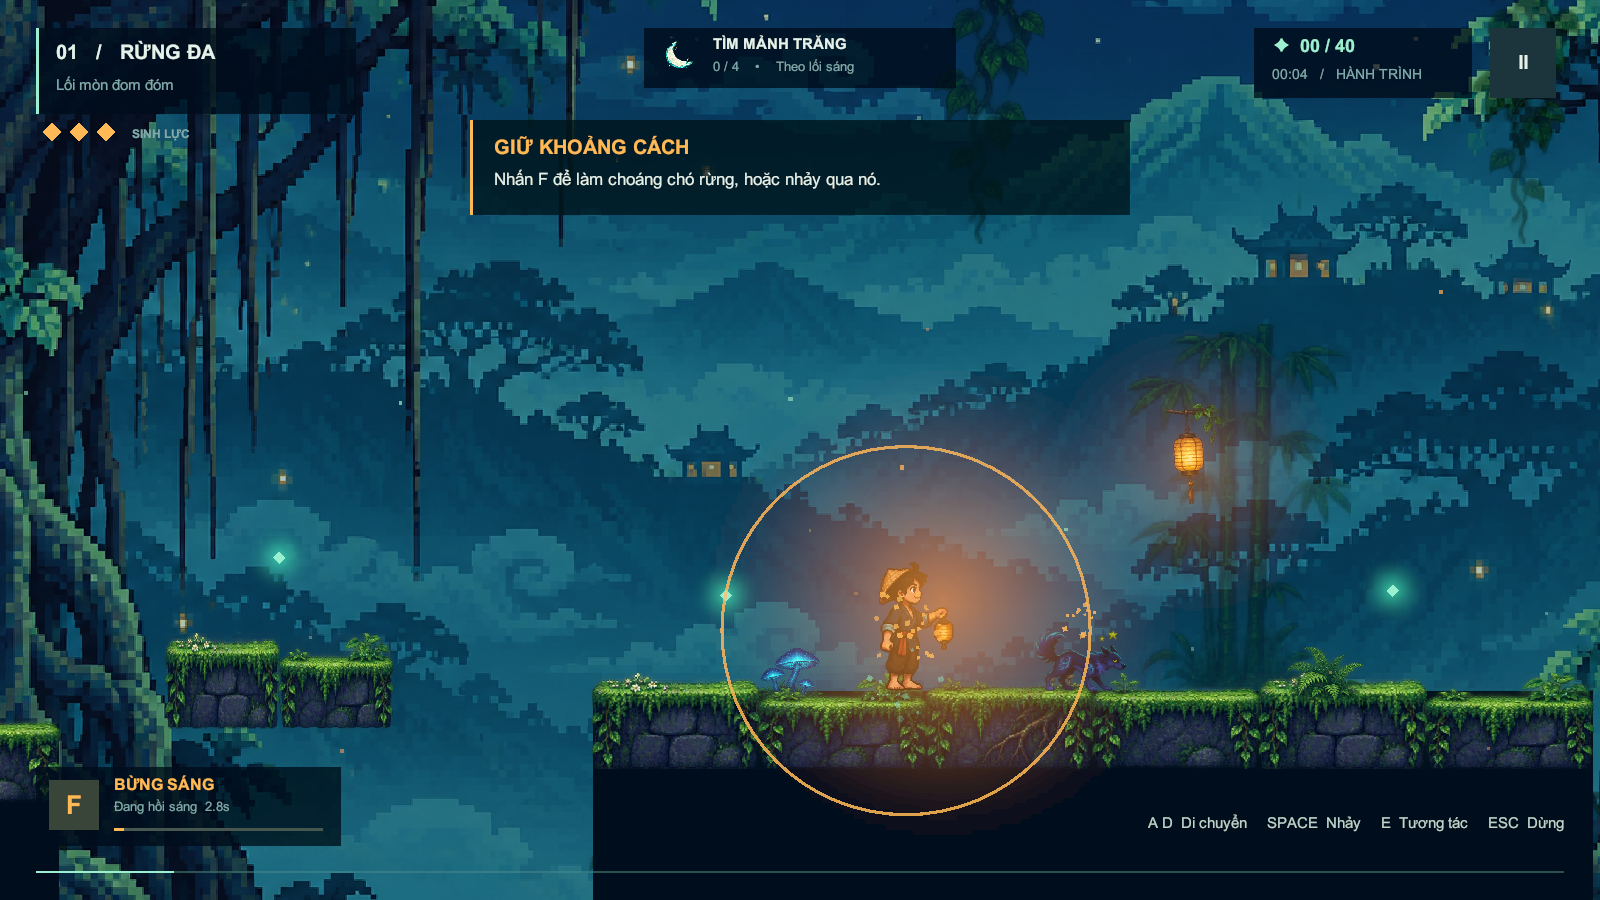 01 / RỪNG ĐA
Lối mòn đom đóm
SINH LỰC
TÌM MẢNH TRĂNG
0 / 4 • Theo lối sáng
00 / 40
00:04 / HÀNH TRÌNH
II
GIỮ KHOẢNG CÁCH
Nhấn F để làm choáng chó rừng, hoặc nhảy qua nó.
F
BỪNG SÁNG
Đang hồi sáng 2.8s
A D Di chuyển SPACE Nhảy E Tương tác ESC Dừng